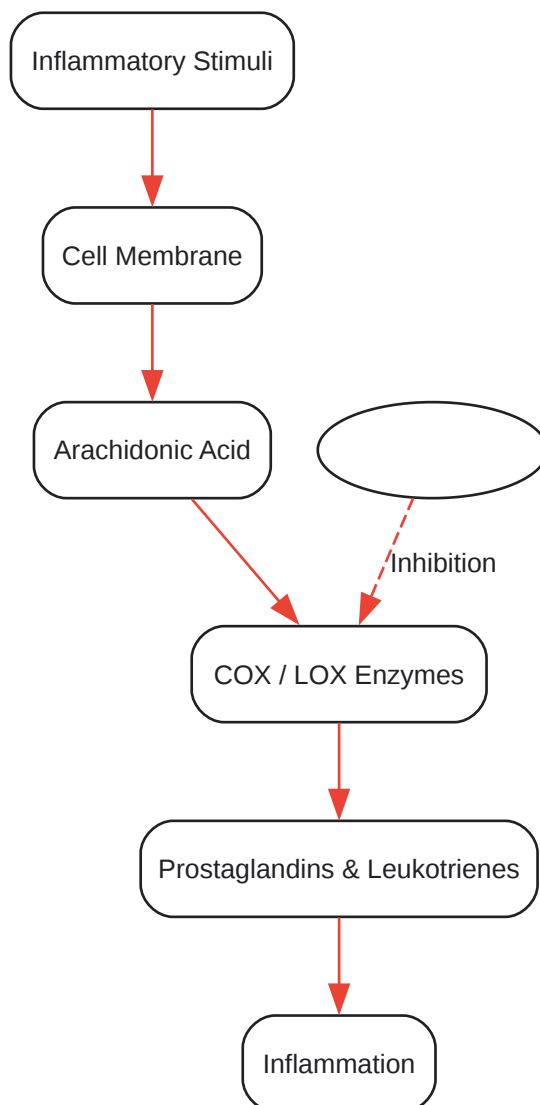 Inflammatory Stimuli
Cell Membrane
Arachidonic Acid
Inhibition
COX / LOX Enzymes
Prostaglandins & Leukotrienes
Inflammation